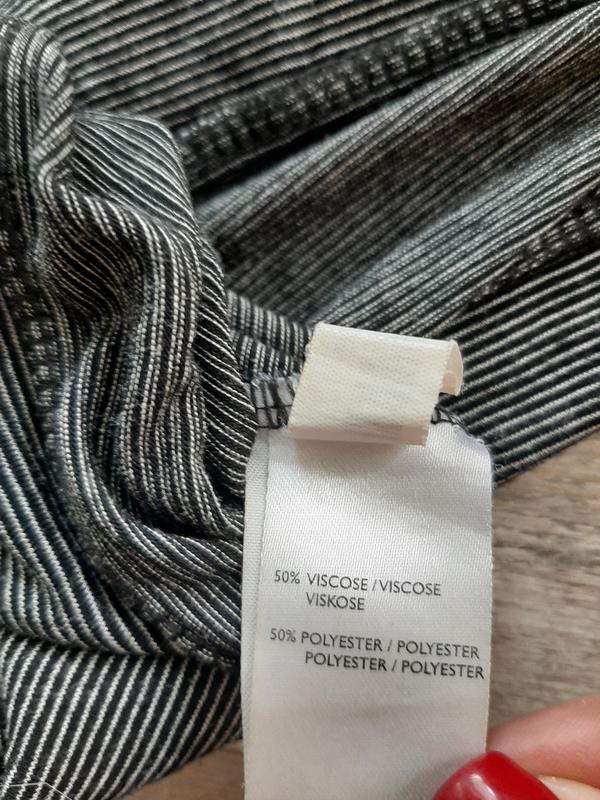 50% VISCOSE / VISCOSE
VISKOSE
50% POLYESTER / POLYESTER
POLYESTER / POLYESTER